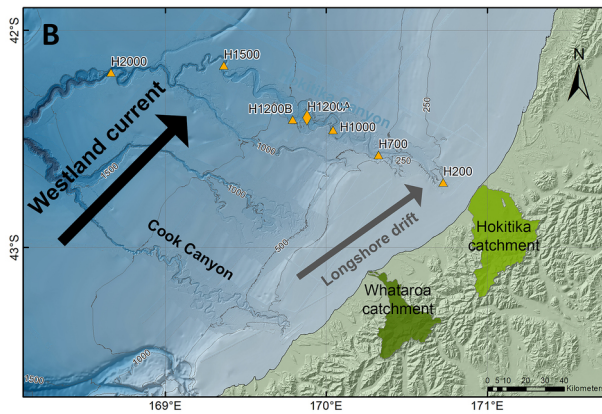 B
42°S
43°S
169°E
170°E
171°E
N
H2000
H1500
H1200B
H1200A
H1000
H700
H200
Canyon
250
250
1000
1500
1000
500
1000
1500
Westland current
Longshore drift
Cook Canyon
Hokitika
catchment
Whataroa
catchment
0 5 10 20 30 40
Kilometers